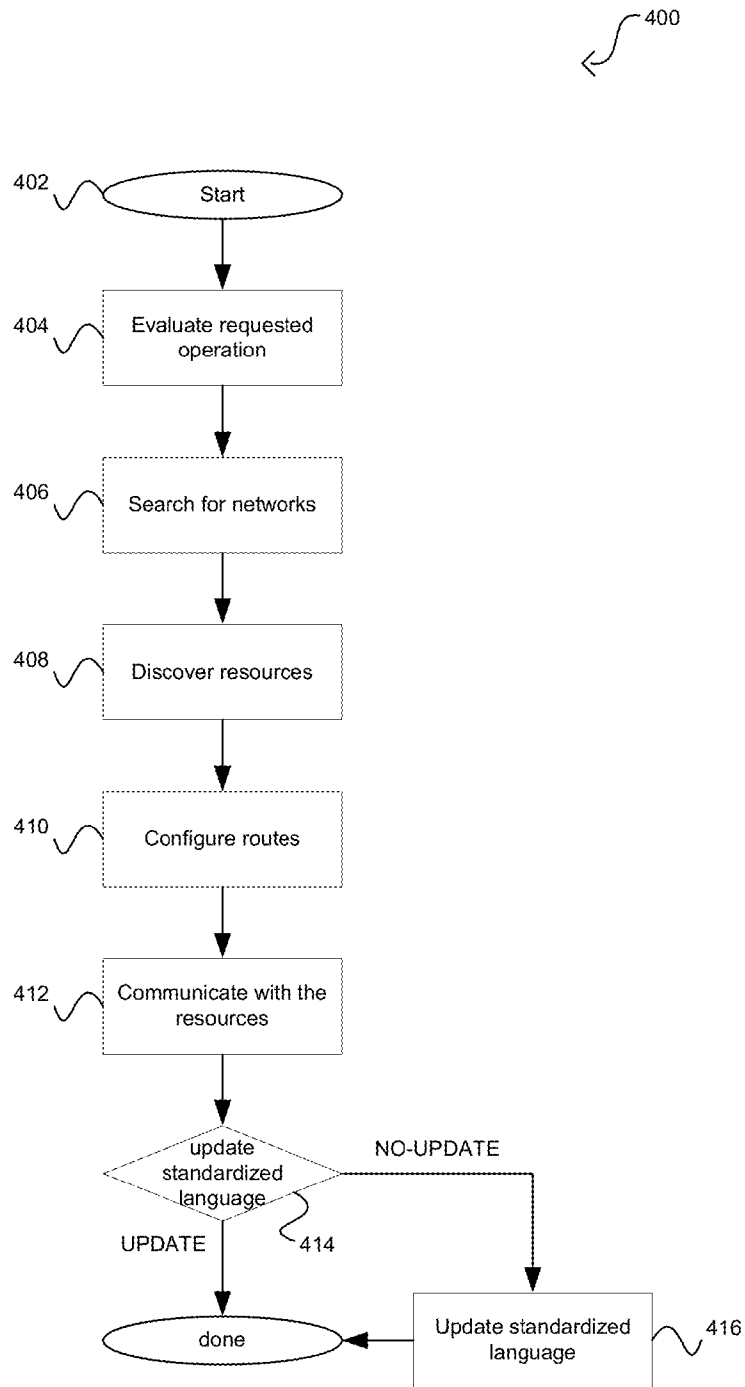 400
402
Start
404
Evaluate requested
operation
406
Search for networks
408
Discover resources
410
Configure routes
412
Communicate with the
resources
update
standardized
language
NO-UPDATE
UPDATE
414
done
Update standardized
language
416